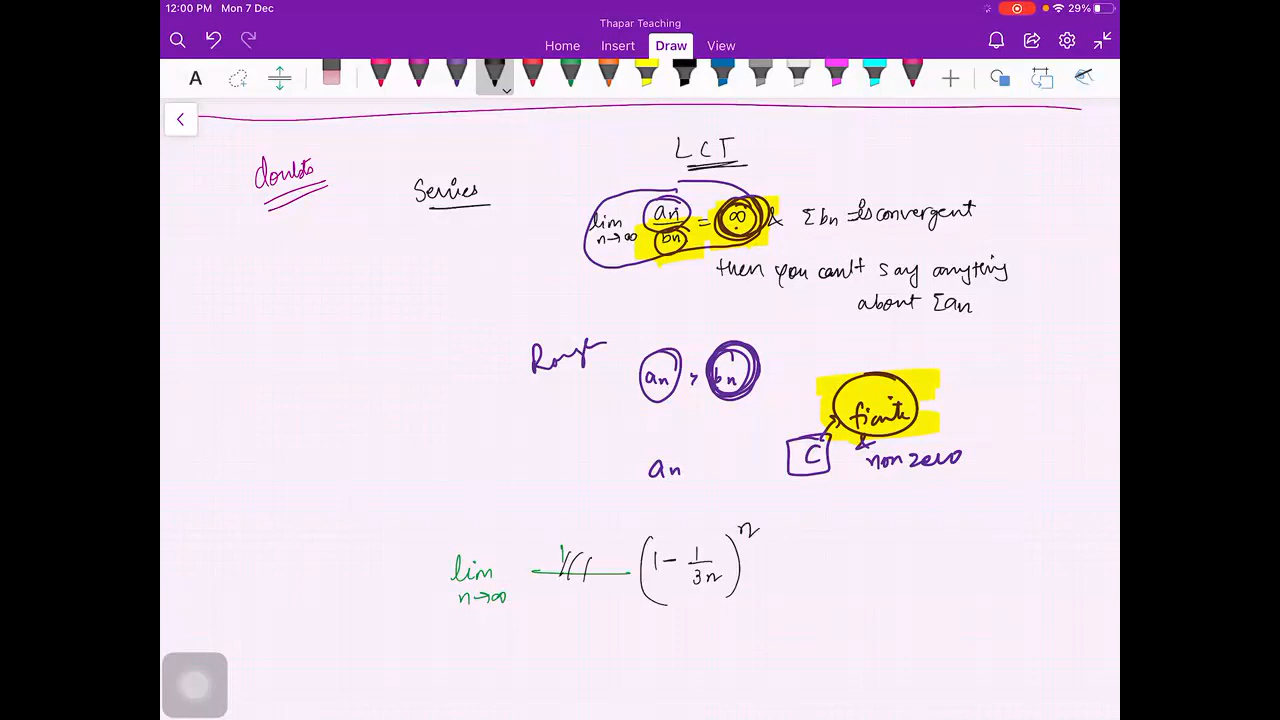 12:00 PM Mon 7 Dec
29%
Thapar Teaching
Home Insert Draw View
A
LCT
doubts
Series
lim n→∞ an/bn = ∞ & Σbn = is convergent
then you can't say anything
about Σan
Rough
an > bn
finite
C
& non zero
an
lim n→∞ (1 - 1/3n)^n